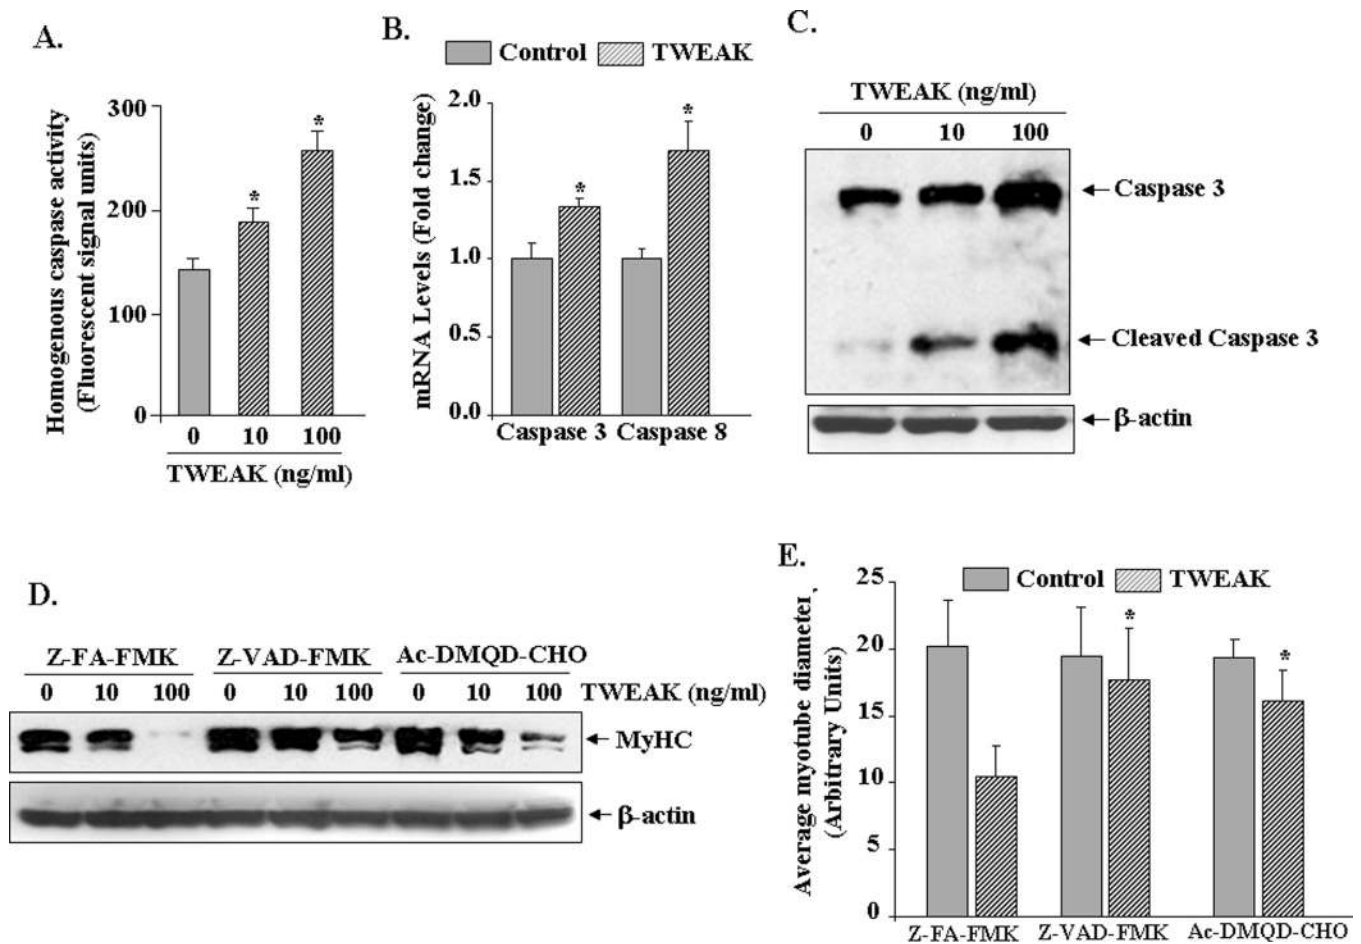 A.
Homogenous caspase activity
(Fluorescent signal units)
300
200
100
0
0 10 100
TWEAK (ng/ml)
B.
Control TWEAK
mRNA Levels (Fold change)
2.0
1.5
1.0
0.5
0.0
* *
Caspase 3 Caspase 8
C.
TWEAK (ng/ml)
0 10 100
Caspase 3
Cleaved Caspase 3
β-actin
D.
Z-FA-FMK Z-VAD-FMK Ac-DMQD-CHO
0 10 100 0 10 100 0 10 100 TWEAK (ng/ml)
MyHC
β-actin
E.
Control TWEAK
Average myotube diameter,
(Arbitrary Units)
25
20
15
10
5
0
* *
Z-FA-FMK Z-VAD-FMK Ac-DMQD-CHO